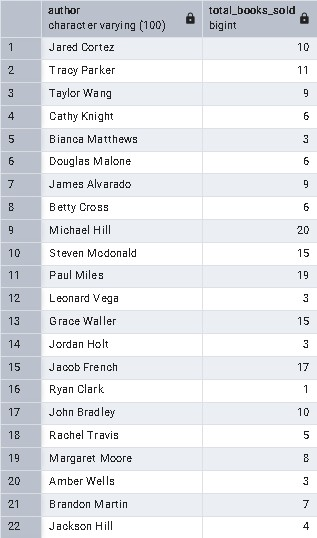 author total_books_sold
character varying (100) bigint
1 Jared Cortez 10
2 Tracy Parker 11
3 Taylor Wang 9
4 Cathy Knight 6
5 Bianca Matthews 3
6 Douglas Malone 6
7 James Alvarado 9
8 Betty Cross 6
9 Michael Hill 20
10 Steven Mcdonald 15
11 Paul Miles 19
12 Leonard Vega 3
13 Grace Waller 15
14 Jordan Holt 3
15 Jacob French 17
16 Ryan Clark 1
17 John Bradley 10
18 Rachel Travis 5
19 Margaret Moore 8
20 Amber Wells 3
21 Brandon Martin 7
22 Jackson Hill 4